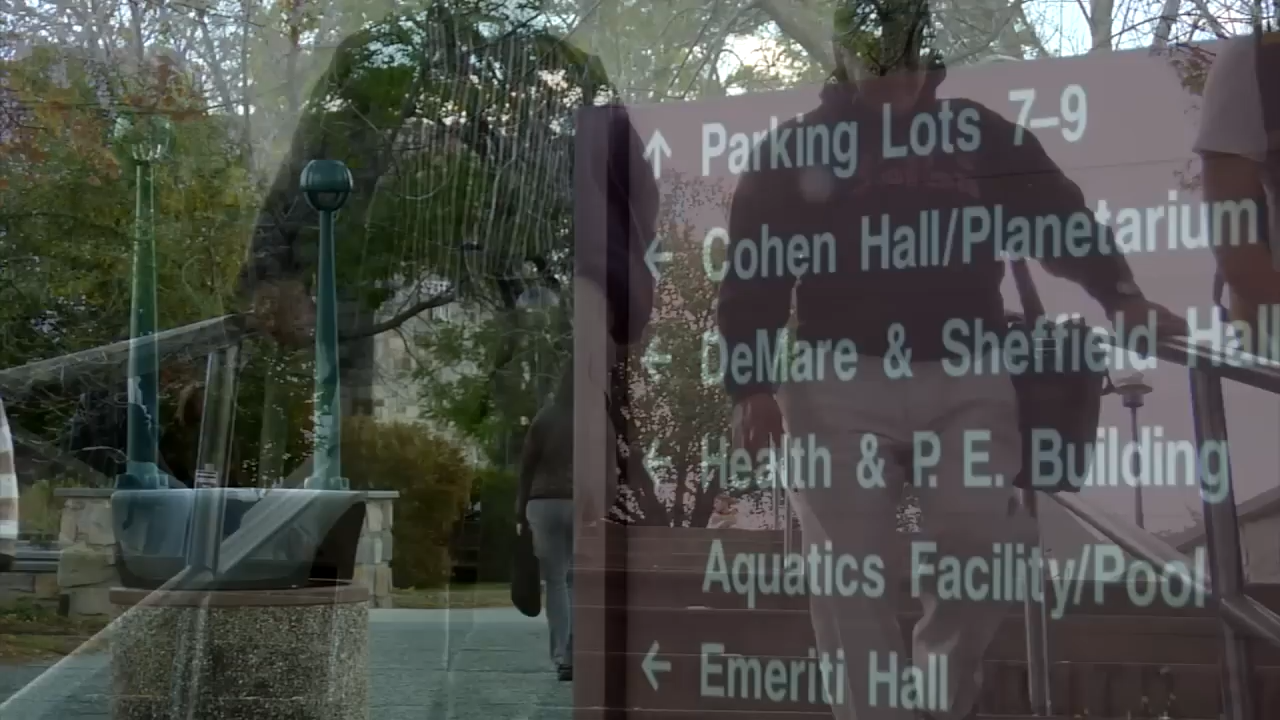 ↑ Parking Lots 7–9
← Cohen Hall/Planetarium
← DeMare & Sheffield Hall
← Health & P. E. Building
Aquatics Facility/Pool
← Emeriti Hall